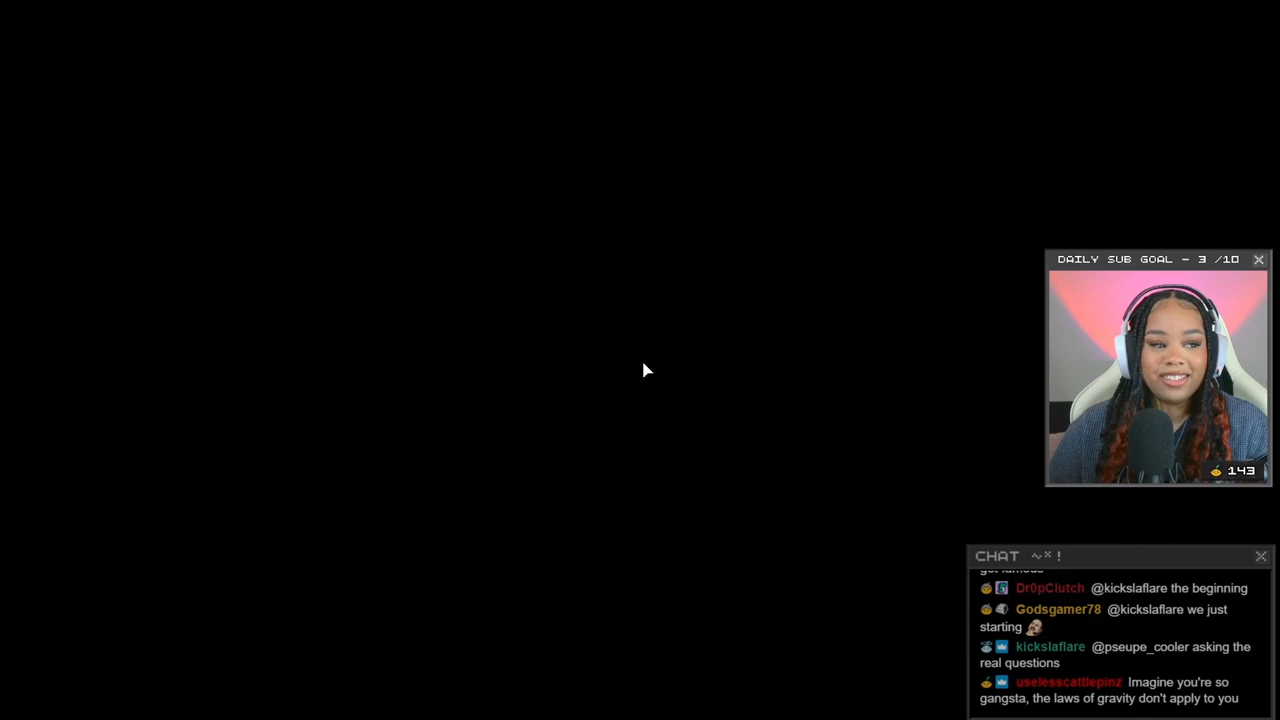 DAILY SUB GOAL - 3 /10
143
CHAT ~× !
Dr0pClutch @kickslaflare the beginning
Godsgamer78 @kickslaflare we just
starting
kickslaflare @pseupe_cooler asking the
real questions
uselesscattlepinz Imagine you're so
gangsta, the laws of gravity don't apply to you